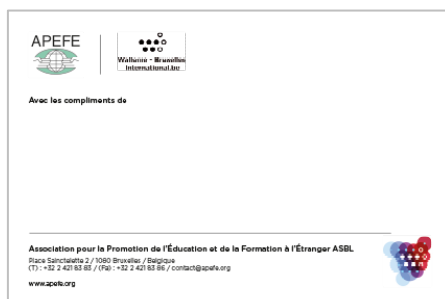 APEFE
Wallonie - Bruxelles
International.be
Avec les compliments de
Association pour la Promotion de l'Éducation et de la Formation à l'Étranger ASBL
Place Sainctelette 2 / 1080 Bruxelles / Belgique
(T) : +32 2 421 83 83 / (Fa) : +32 2 421 83 86 / contact@apefe.org
www.apefe.org